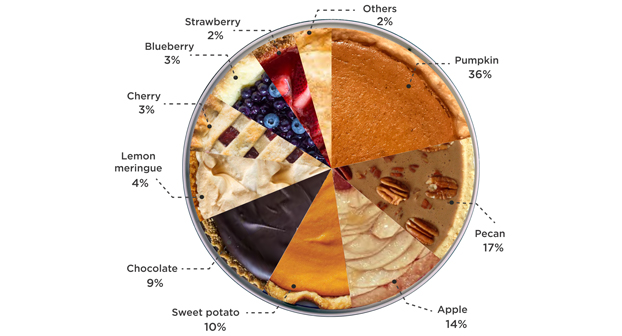 Others
2%
Strawberry
2%
Blueberry
3%
Pumpkin
36%
Cherry
3%
Lemon
meringue
4%
Pecan
17%
Chocolate
9%
Sweet potato
10%
Apple
14%